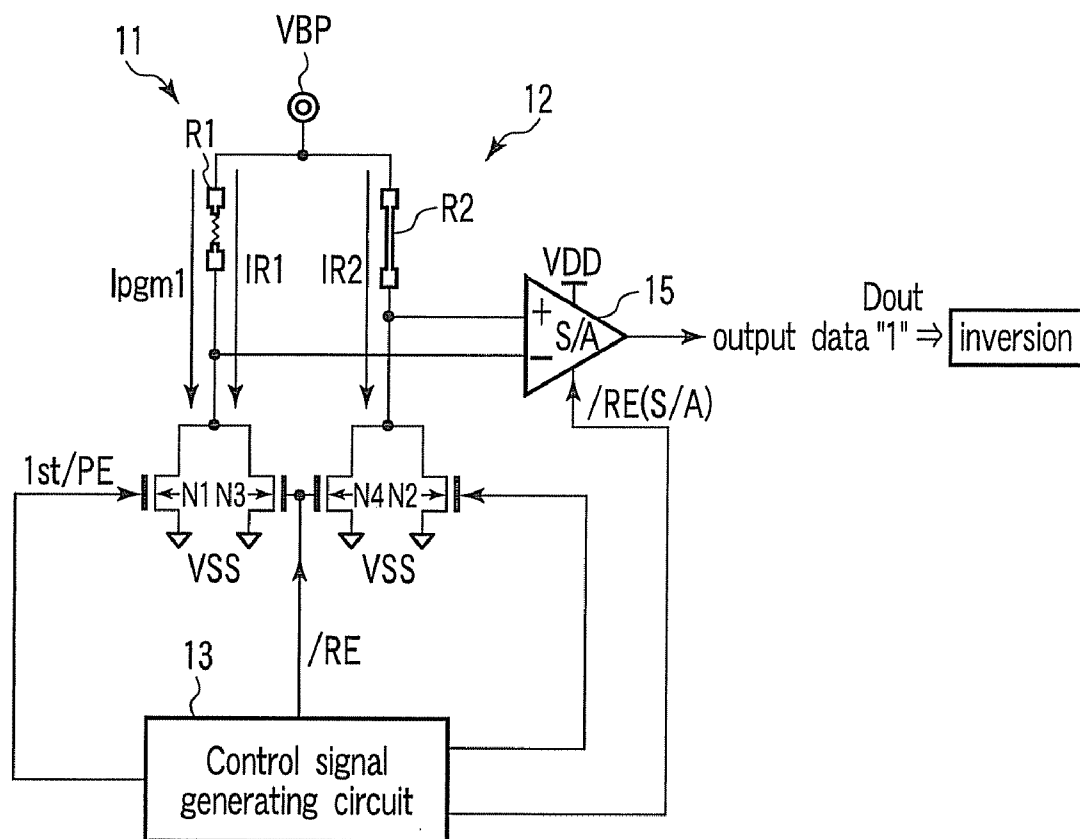 11
VBP
12
R1
R2
Ipgm1
IR1
IR2
VDD
15
+
S/A
−
Dout
output data "1" ⇒
inversion
/RE(S/A)
1st/PE
N1 N3
N4 N2
VSS
VSS
/RE
13
Control signal
generating circuit